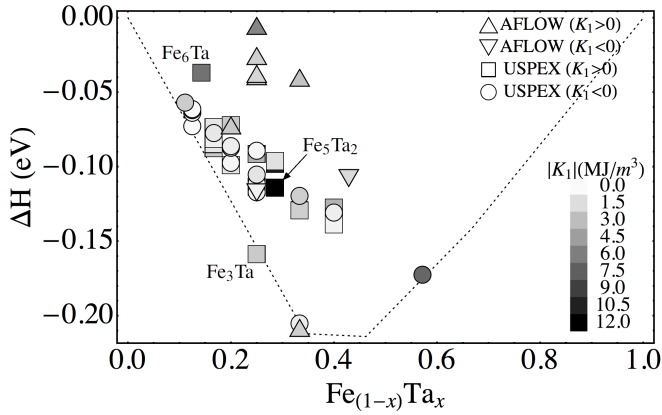 −0.00
−0.05
−0.10
−0.15
−0.20
ΔH (eV)
AFLOW (K₁>0)
AFLOW (K₁<0)
USPEX (K₁>0)
USPEX (K₁<0)
Fe₆Ta
Fe₅Ta₂
Fe₃Ta
|K₁|(MJ/m³)
0.0
1.5
3.0
4.5
6.0
7.5
9.0
10.5
12.0
0.0 0.2 0.4 0.6 0.8 1.0
Fe₍₁₋ₓ₎Taₓ